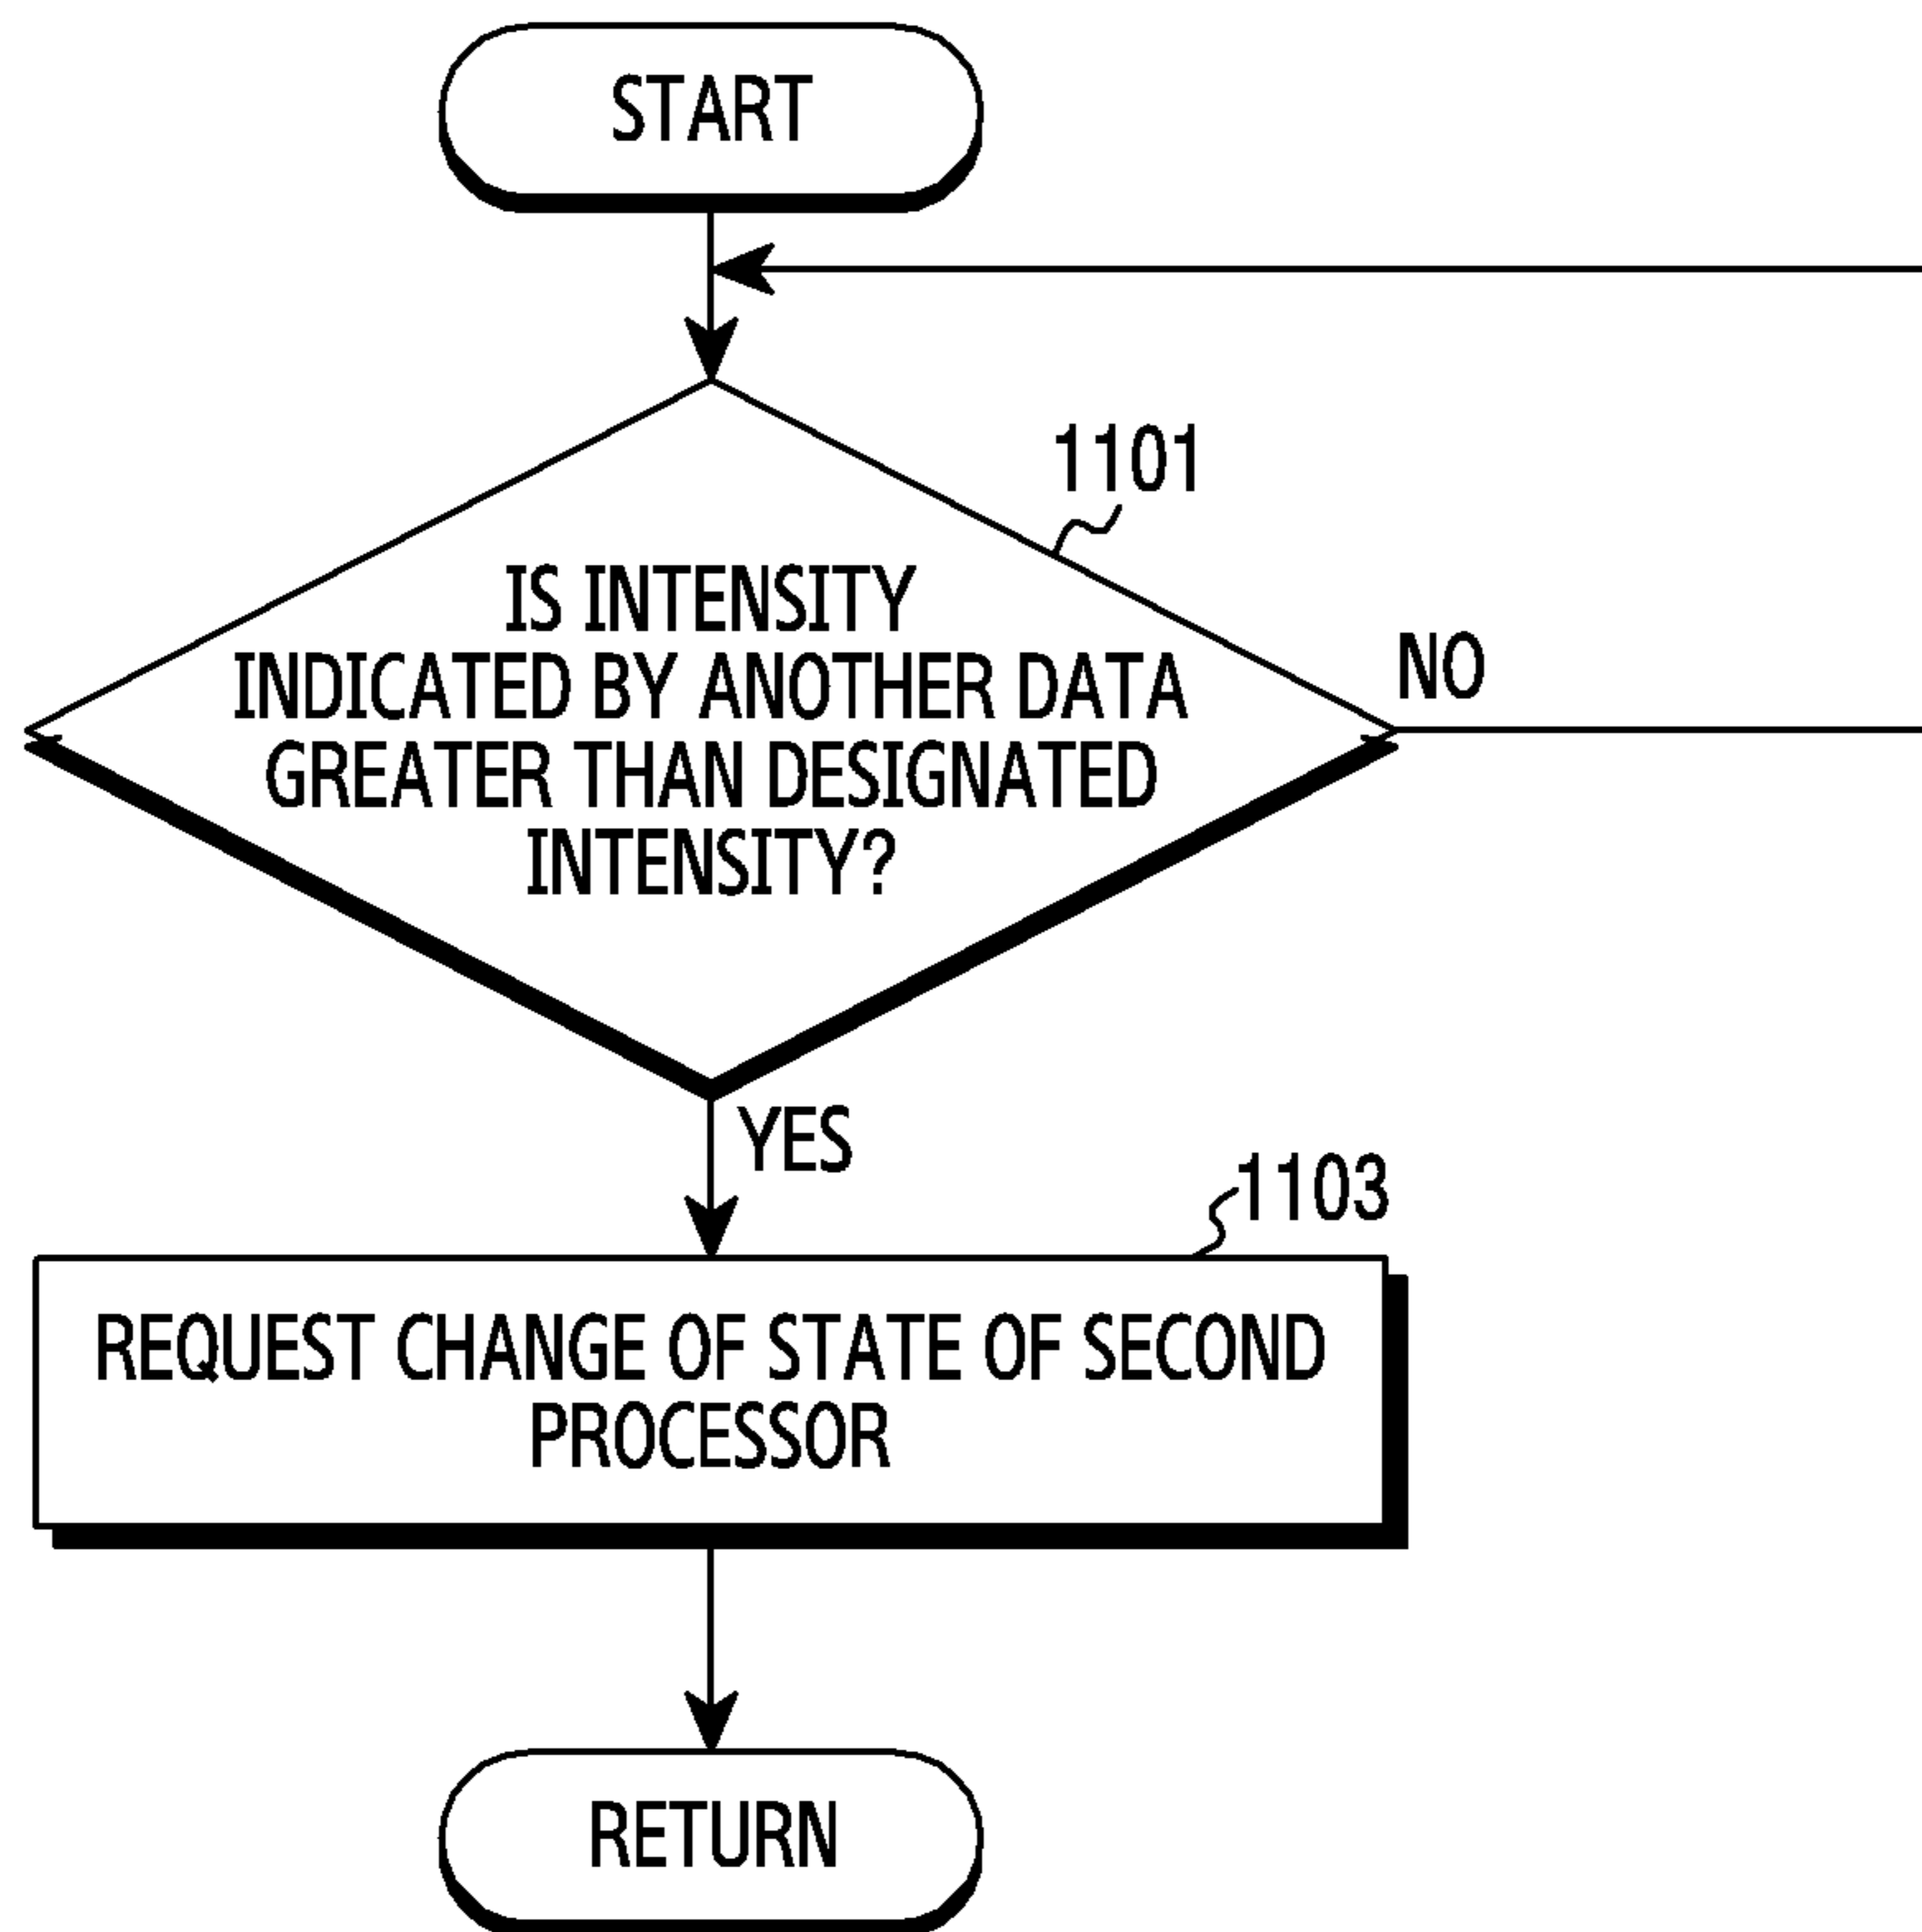 START
1101
IS INTENSITY
INDICATED BY ANOTHER DATA
GREATER THAN DESIGNATED
INTENSITY?
NO
YES
1103
REQUEST CHANGE OF STATE OF SECOND
PROCESSOR
RETURN